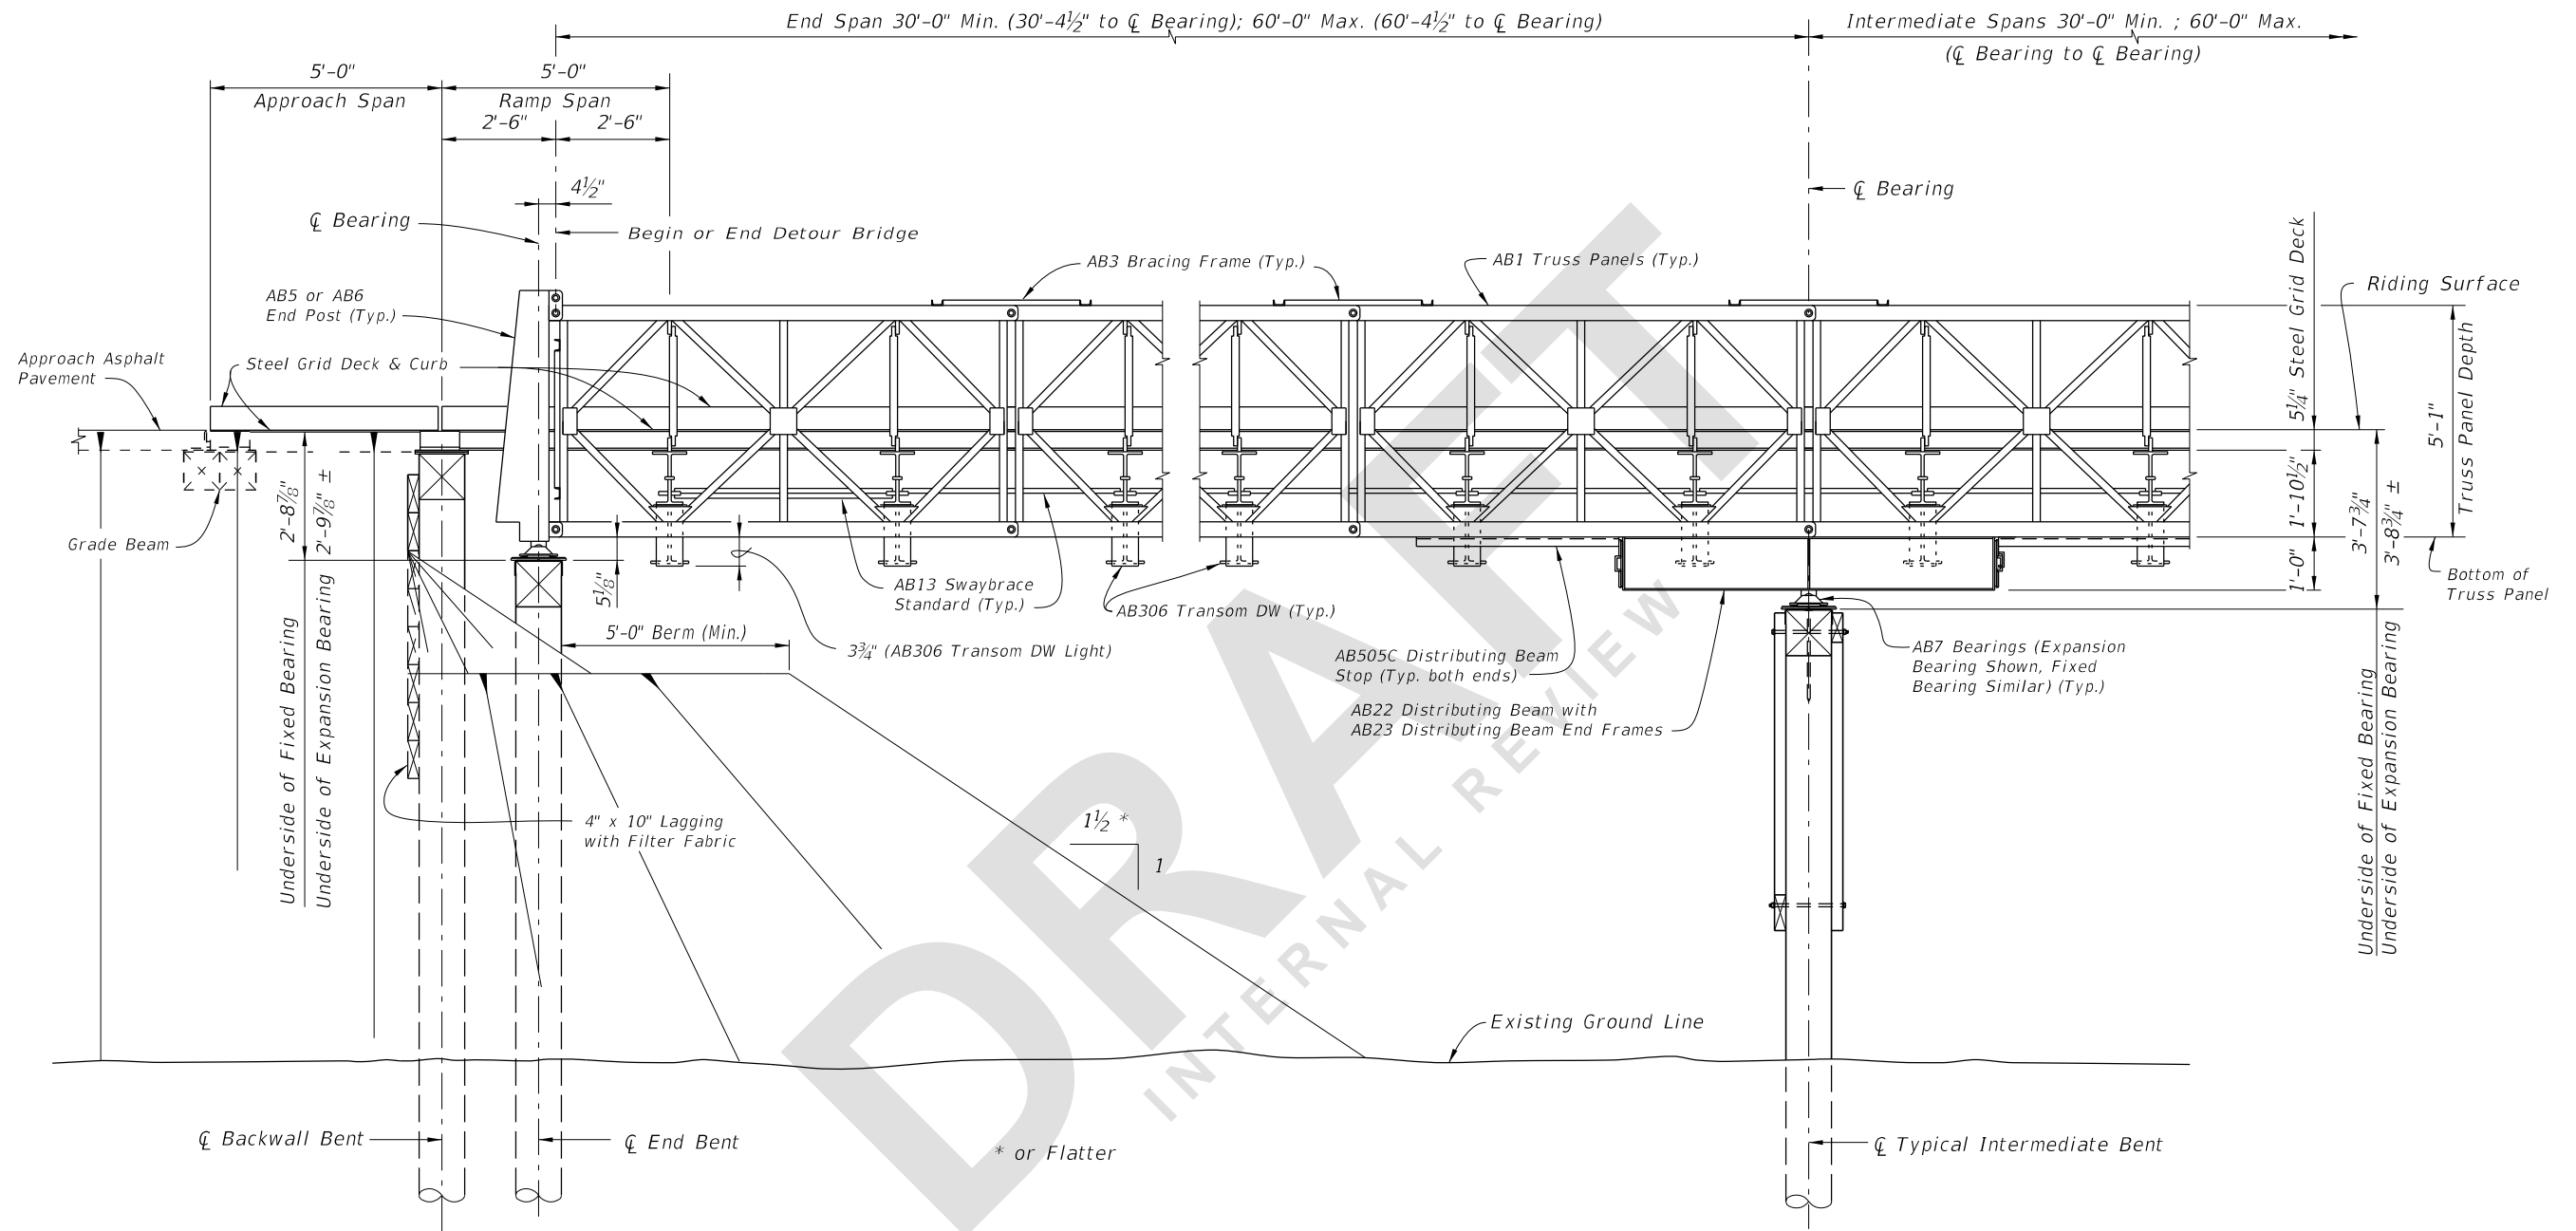 End Span 30'-0" Min. (30'-4½" to ℄ Bearing); 60'-0" Max. (60'-4½" to ℄ Bearing)
Intermediate Spans 30'-0" Min. ; 60'-0" Max.
(℄ Bearing to ℄ Bearing)
5'-0"
Approach Span
5'-0"
Ramp Span
2'-6"
2'-6"
4½"
℄ Bearing
Begin or End Detour Bridge
℄ Bearing
AB3 Bracing Frame (Typ.)
AB1 Truss Panels (Typ.)
AB5 or AB6
End Post (Typ.)
Steel Grid Deck & Curb
Approach Asphalt
Pavement
Grade Beam
2'-8⅞"
Underside of Fixed Bearing
2'-9⅞" ±
Underside of Expansion Bearing
5⅛"
5'-0" Berm (Min.)
AB13 Swaybrace
Standard (Typ.)
3¾" (AB306 Transom DW Light)
AB306 Transom DW (Typ.)
AB505C Distributing Beam
Stop (Typ. both ends)
AB22 Distributing Beam with
AB23 Distributing Beam End Frames
AB7 Bearings (Expansion
Bearing Shown, Fixed
Bearing Similar) (Typ.)
5¼" Steel Grid Deck
Riding Surface
5'-1"
Truss Panel Depth
1'-10½"
1'-0"
3'-7¾"
Underside of Fixed Bearing
3'-8¾" ±
Underside of Expansion Bearing
Bottom of
Truss Panel
4" x 10" Lagging
with Filter Fabric
1½ *
1
Existing Ground Line
℄ Backwall Bent
℄ End Bent
* or Flatter
℄ Typical Intermediate Bent
DRAFT
INTERNAL REVIEW